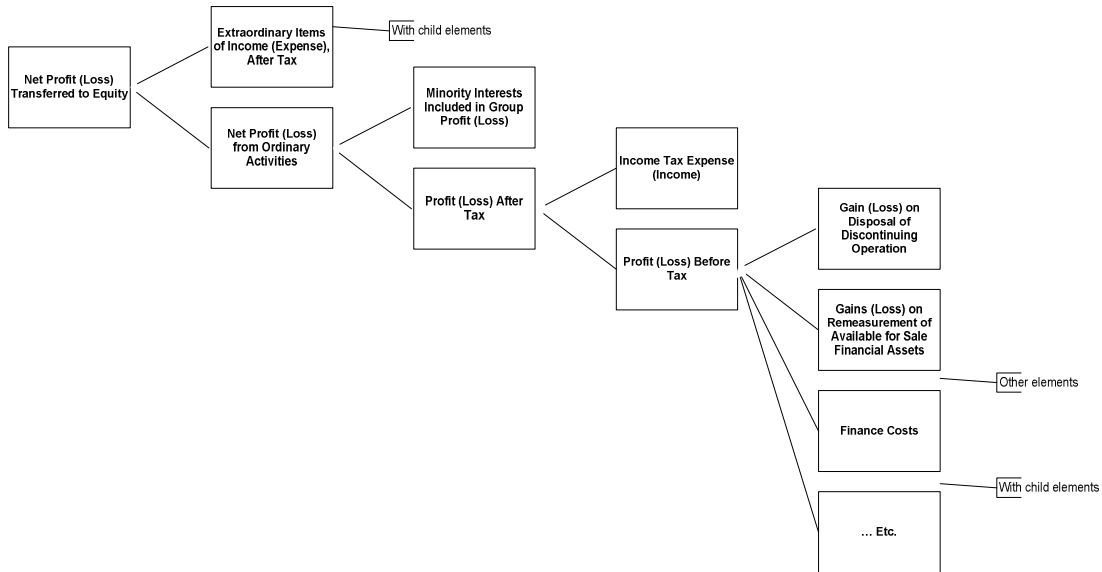 Extraordinary Items
of Income (Expense),
After Tax
With child elements
Net Profit (Loss)
Transferred to Equity
Minority Interests
Included in Group
Profit (Loss)
Net Profit (Loss)
from Ordinary
Activities
Income Tax Expense
(Income)
Profit (Loss) After
Tax
Gain (Loss) on
Disposal of
Discontinuing
Operation
Profit (Loss) Before
Tax
Gains (Loss) on
Remeasurement of
Available for Sale
Financial Assets
Other elements
Finance Costs
With child elements
... Etc.